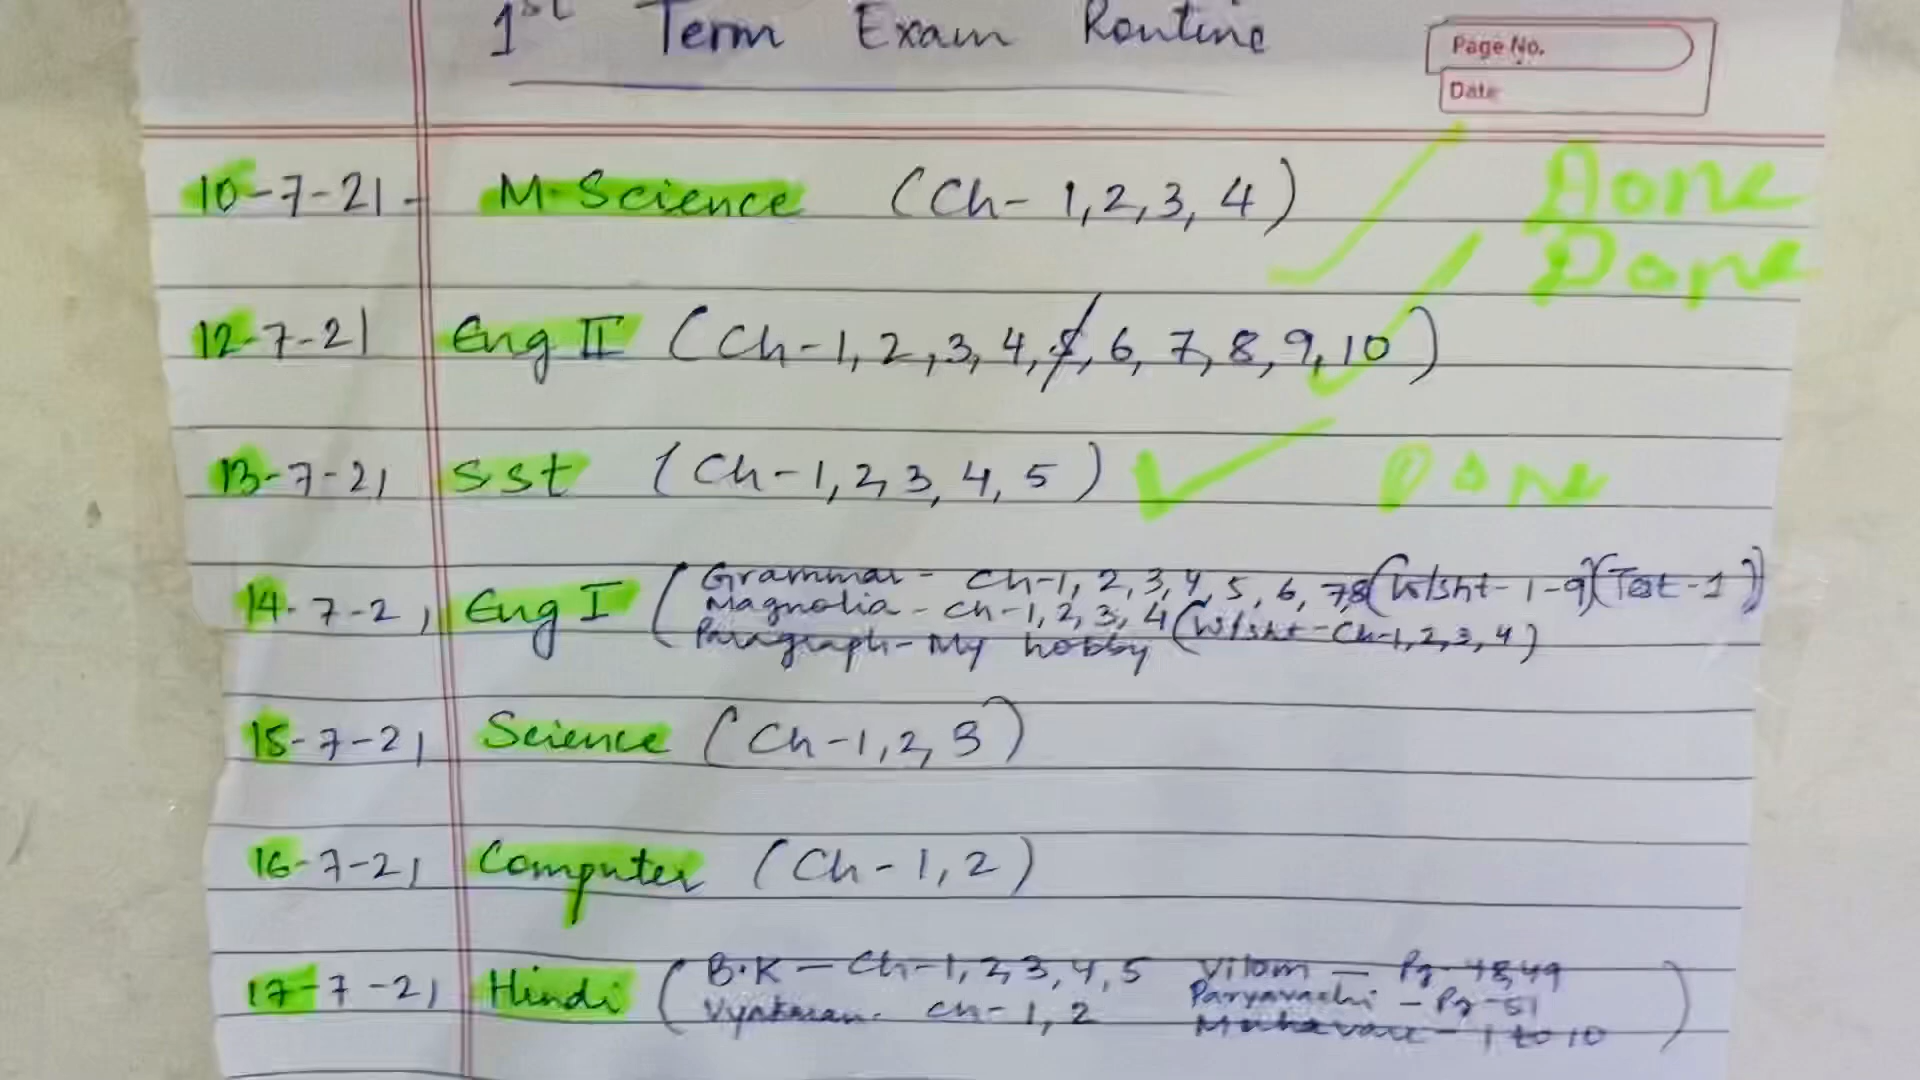 1st Term Exam Routine
Page No.
Date
10-7-21- M.Science (Ch- 1,2,3,4) Done
Done
12-7-21 Eng II (Ch-1,2,3,4,5,6,7,8,9,10)
13-7-21 SSt (Ch-1,2,3,4,5) Done
14-7-21 Eng I (Grammar- Ch-1,2,3,4,5,6,7,8(W/sht-1-9)(Test-1))
Magnolia- Ch-1,2,3,4(W/sht-Ch-1,2,3,4)
Paragraph- My hobby
15-7-21 Science (Ch-1,2,3)
16-7-21 Computer (Ch-1,2)
17-7-21 Hindi (B.K- Ch-1,2,3,4,5 Vilom- Pg-48,49
Vyakaran- Ch-1,2 Paryavachi- Pg-51
Muhavare- 1 to 10)